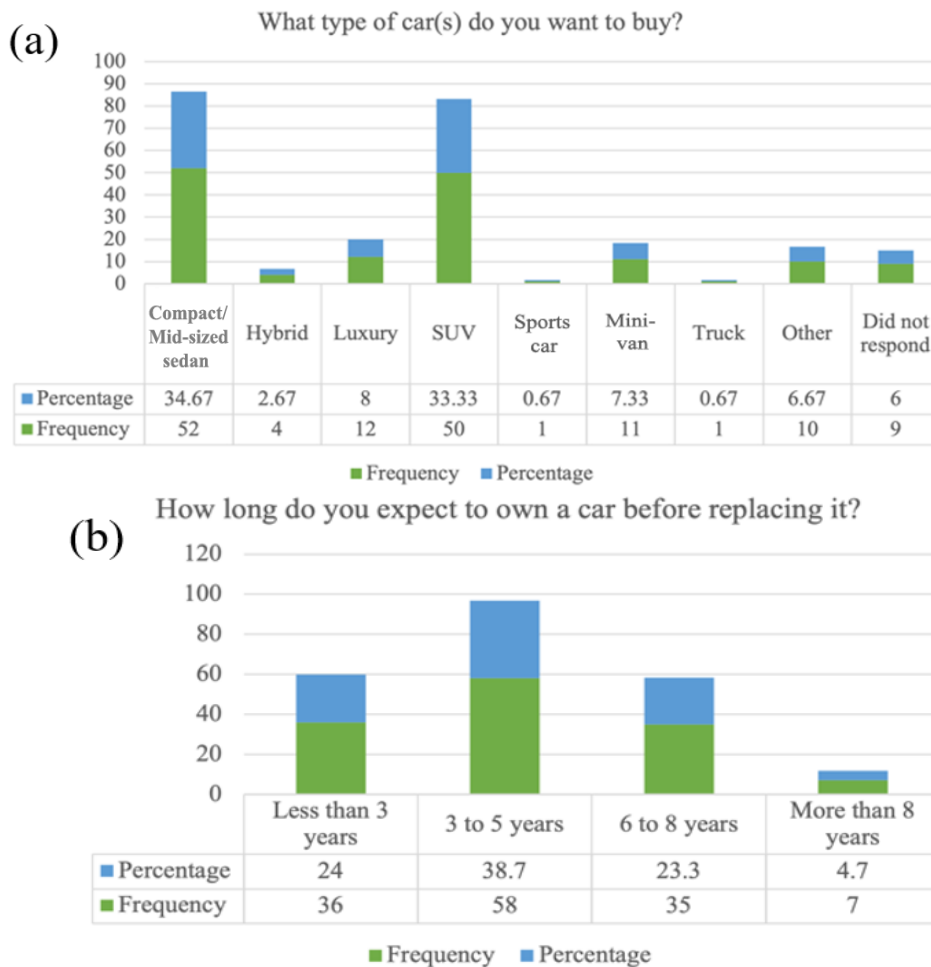 What type of car(s) do you want to buy?
(a)
100
90
80
70
60
50
40
30
20
10
0
Compact/
Mid-sized
sedan
Hybrid
Luxury
SUV
Sports
car
Mini-
van
Truck
Other
Did not
respond
Percentage 34.67 2.67 8 33.33 0.67 7.33 0.67 6.67 6
Frequency 52 4 12 50 1 11 1 10 9
Frequency Percentage
How long do you expect to own a car before replacing it?
(b)
120
100
80
60
40
20
0
Less than 3
years
3 to 5 years
6 to 8 years
More than 8
years
Percentage 24 38.7 23.3 4.7
Frequency 36 58 35 7
Frequency Percentage